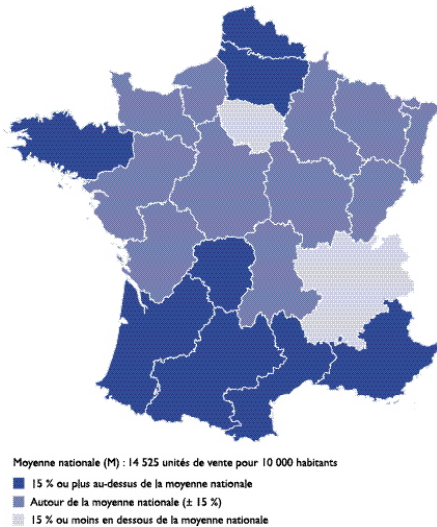 Moyenne nationale (M) : 14 525 unités de vente pour 10 000 habitants
15 % ou plus au-dessus de la moyenne nationale
Autour de la moyenne nationale (± 15 %)
15 % ou moins en dessous de la moyenne nationale